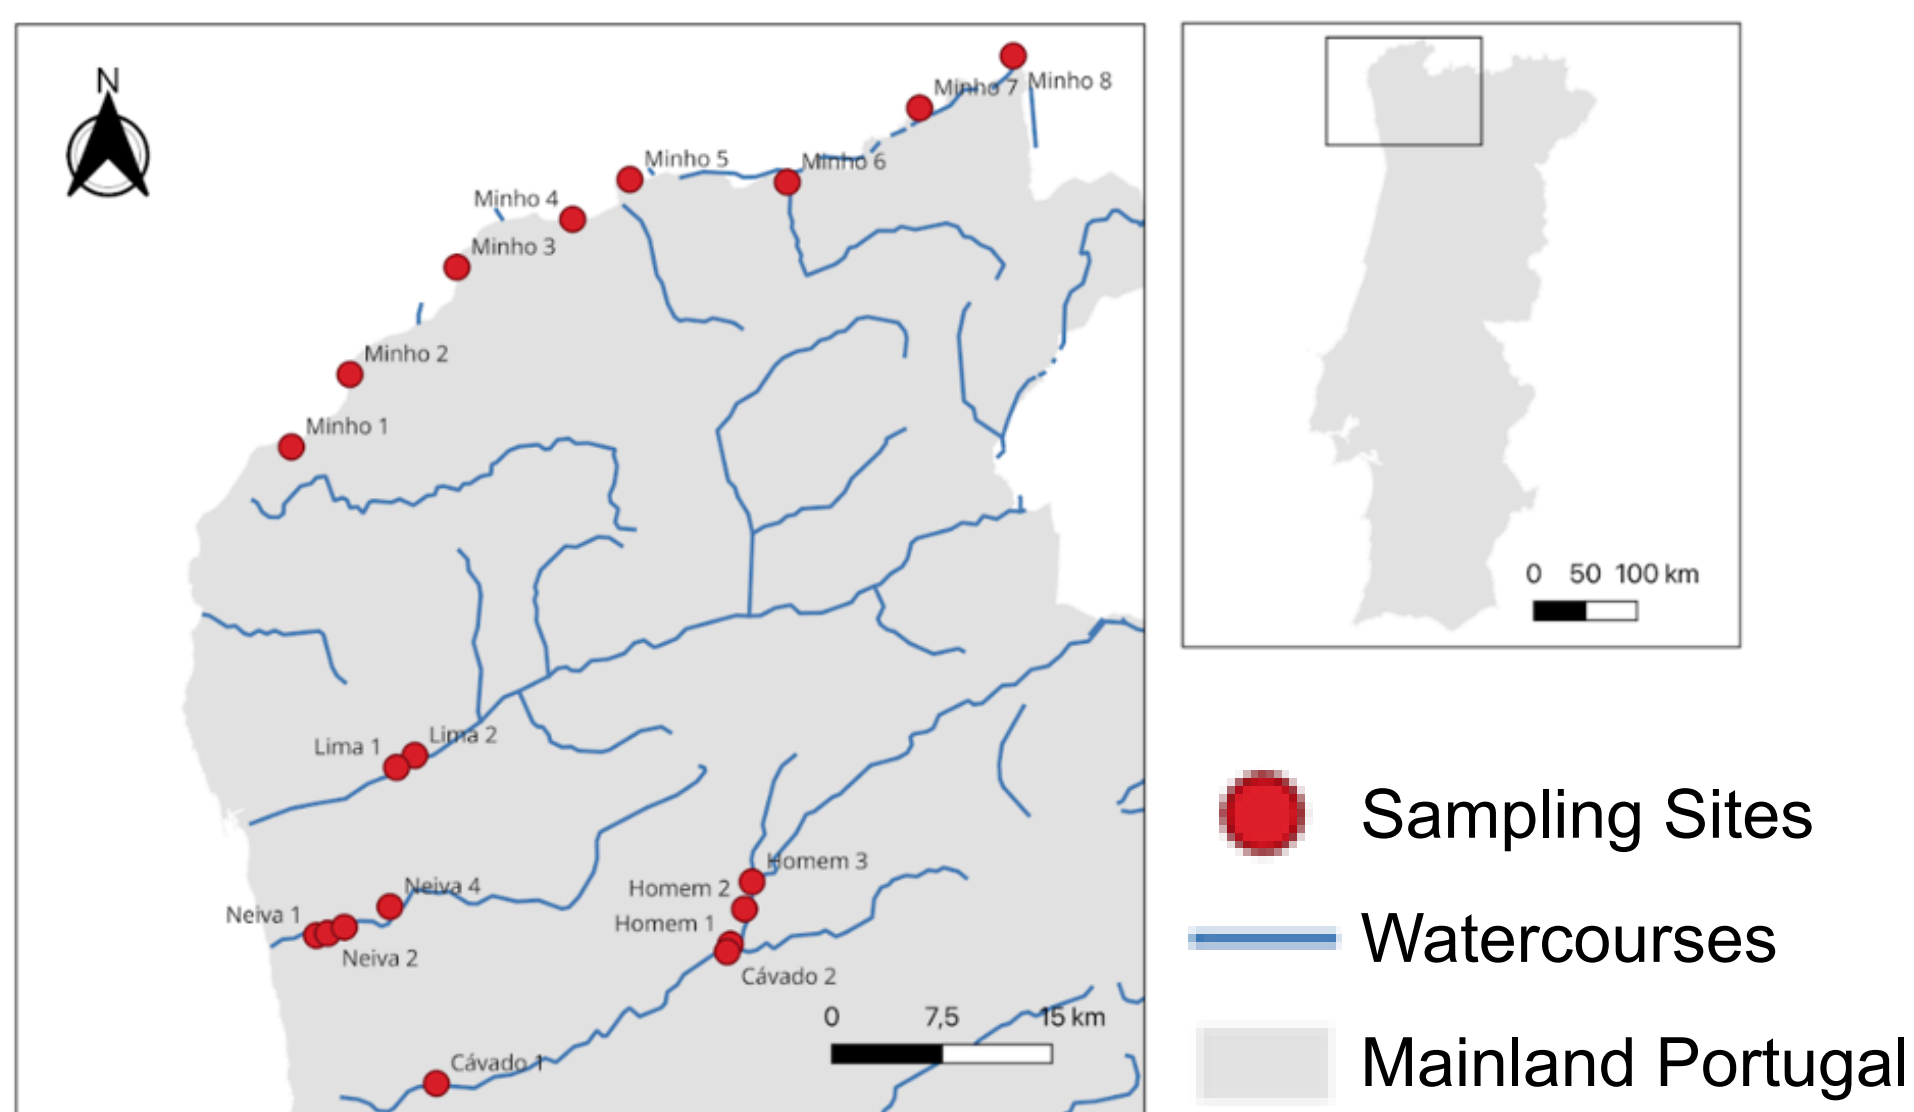 N
Minho 8
Minho 7
Minho 5
Minho 6
Minho 4
Minho 3
Minho 2
Minho 1
Lima 2
Lima 1
Homem 3
Neiva 4
Homem 2
Neiva 1
Homem 1
Neiva 2
Cávado 2
0 7,5 15 km
Cávado 1
0 50 100 km
Sampling Sites
Watercourses
Mainland Portugal